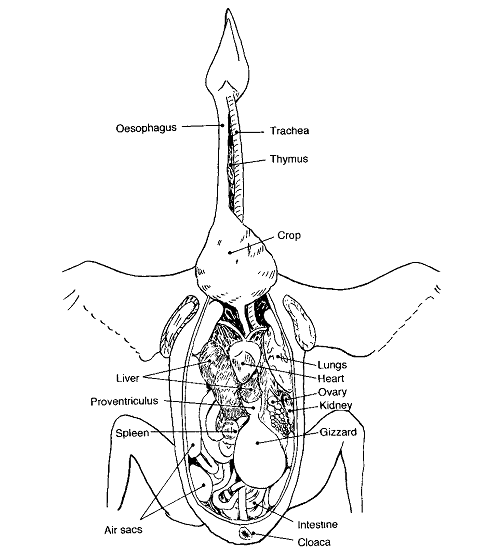 Oesophagus
Trachea
Thymus
Crop
Lungs
Liver
Heart
Ovary
Proventriculus
Kidney
Spleen
Gizzard
Air sacs
Intestine
Cloaca